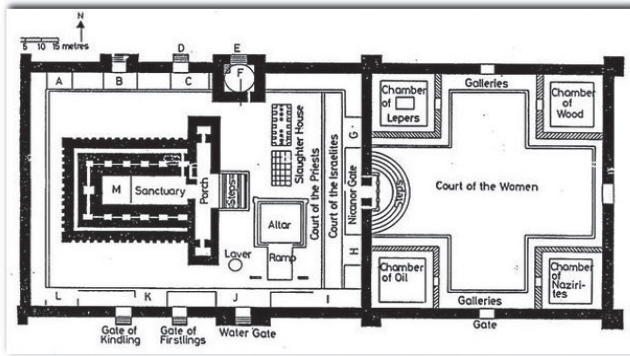 N
5 10 15 metres
D
E
A
B
C
F
Galleries
Chamber
of
Lepers
Chamber
of
Wood
G
Slaughter House
Court of the Priests
Court of the Israelites
Nicanor Gate
M
Sanctuary
Porch
Steps
Steps
Court of the Women
Altar
Laver
Ramp
H
Chamber
of Oil
Chamber
of Naziri-
tes
L
K
J
I
Galleries
Gate of
Kindling
Gate of
Firstlings
Water Gate
Gate